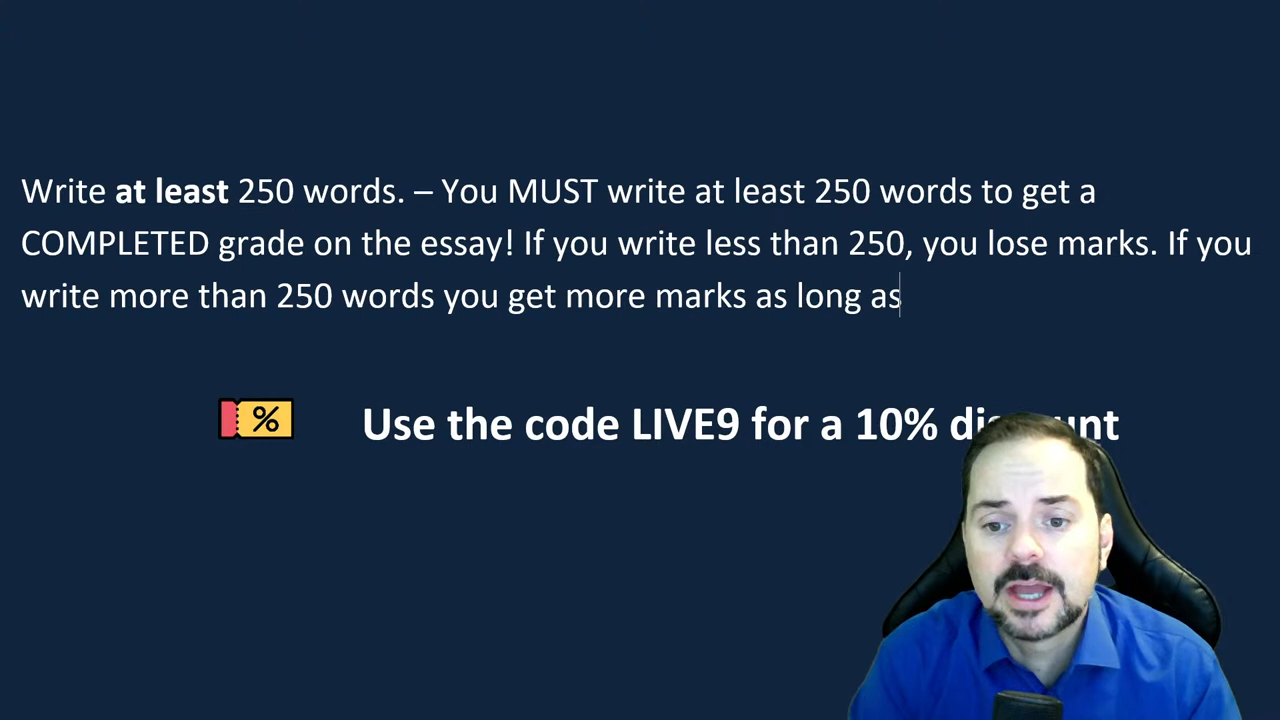 Write at least 250 words. – You MUST write at least 250 words to get a
COMPLETED grade on the essay! If you write less than 250, you lose marks. If you
write more than 250 words you get more marks as long as
%
Use the code LIVE9 for a 10%